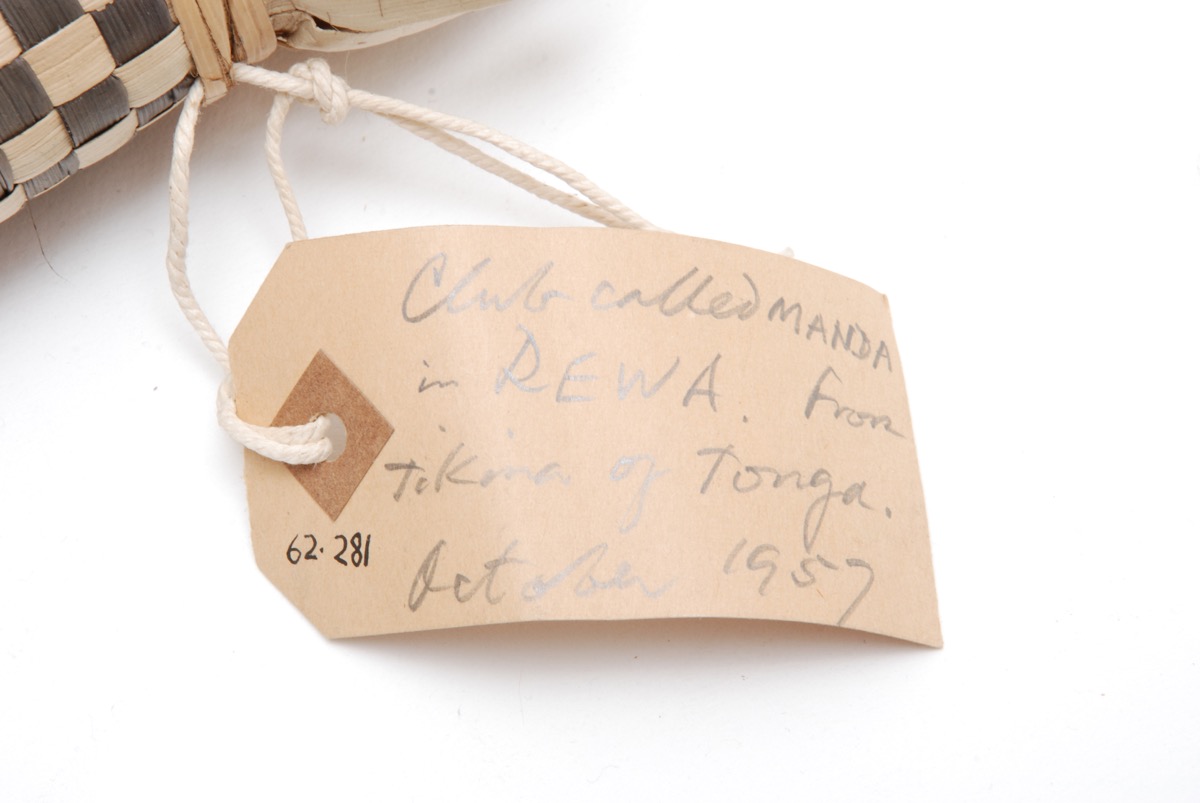 Club called MANDA
in REWA. From
Tikina of Tonga.
October 1957
62.281